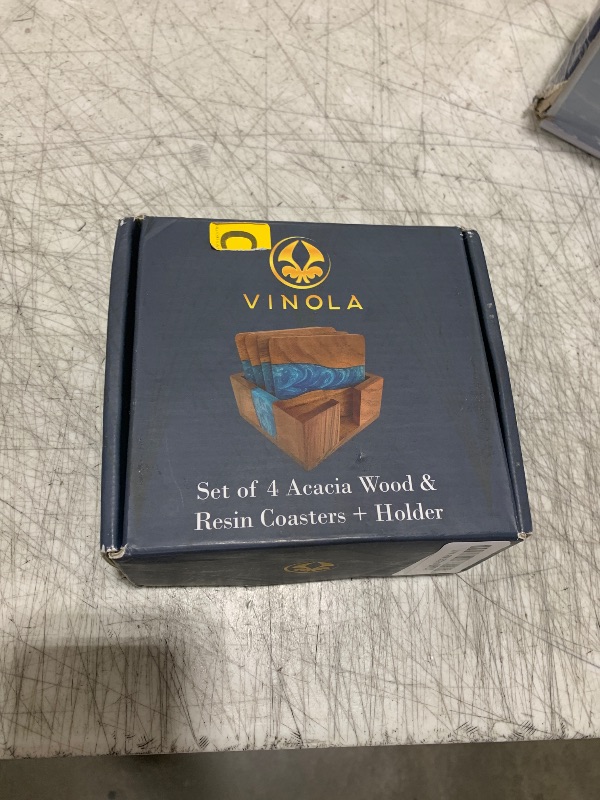 VINOLA
Set of 4 Acacia Wood &
Resin Coasters + Holder